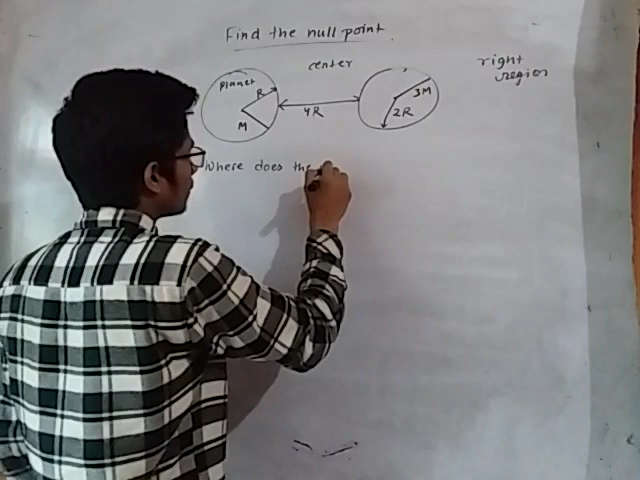 Find the null point.
center
right
region
planet
R
M
4R
3M
2R
Where does the